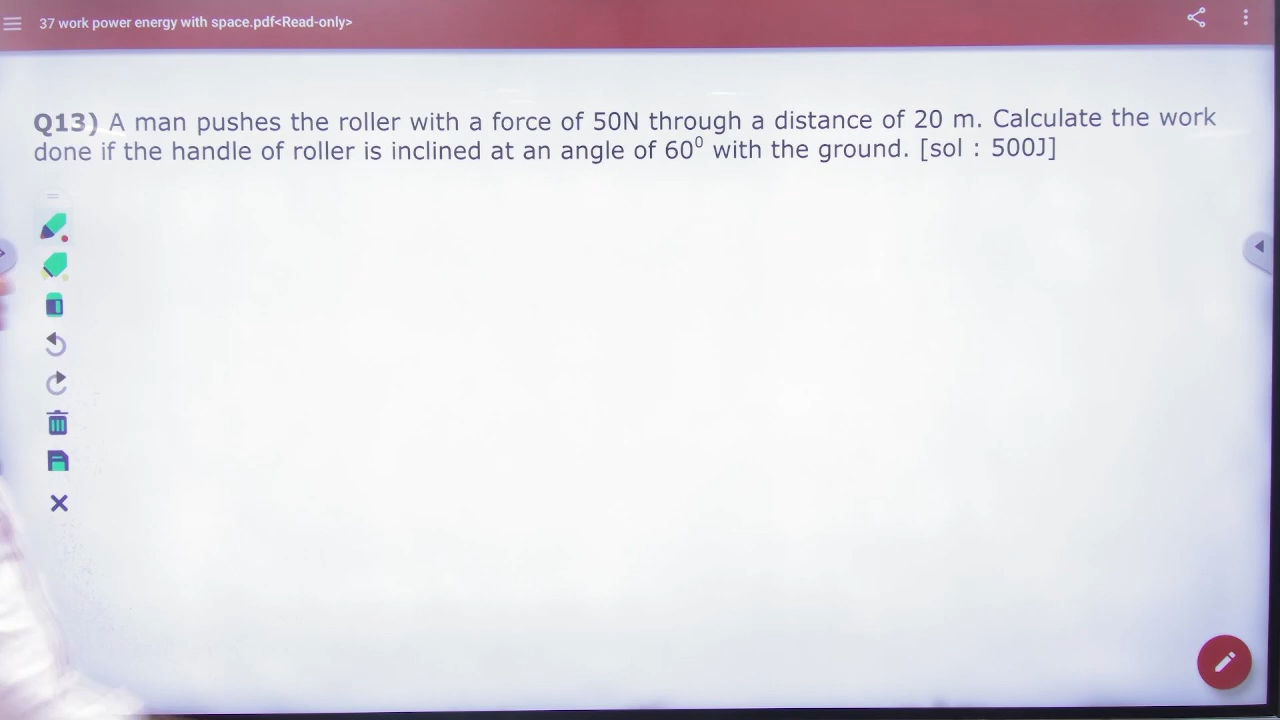 37 work power energy with space.pdf<Read-only>
Q13) A man pushes the roller with a force of 50N through a distance of 20 m. Calculate the work
done if the handle of roller is inclined at an angle of 60⁰ with the ground. [sol : 500J]